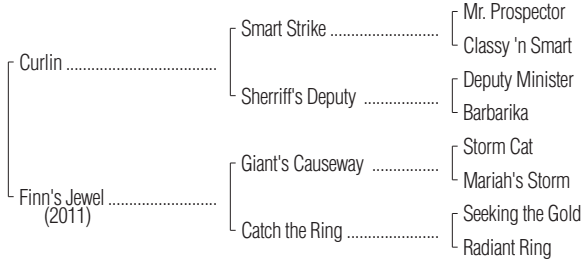 Mr. Prospector
Smart Strike ........................
Classy 'n Smart
Curlin .................................
Deputy Minister
Sherriff's Deputy ................
Barbarika
Storm Cat
Giant's Causeway ..............
Mariah's Storm
Finn's Jewel ........................
(2011)
Seeking the Gold
Catch the Ring ....................
Radiant Ring